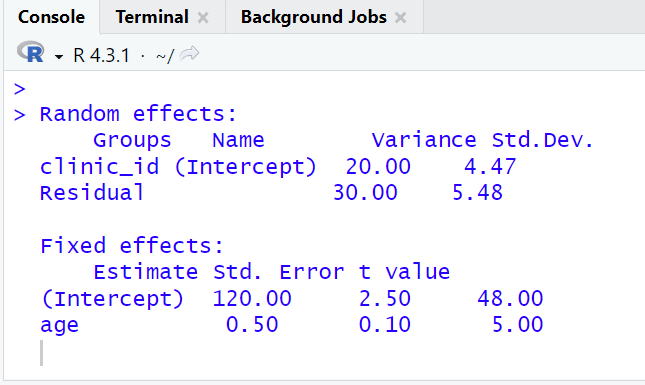 Console Terminal Background Jobs
R R 4.3.1 · ~/
>
> Random effects:
Groups Name Variance Std.Dev.
clinic_id (Intercept) 20.00 4.47
Residual 30.00 5.48
Fixed effects:
Estimate Std. Error t value
(Intercept) 120.00 2.50 48.00
age 0.50 0.10 5.00